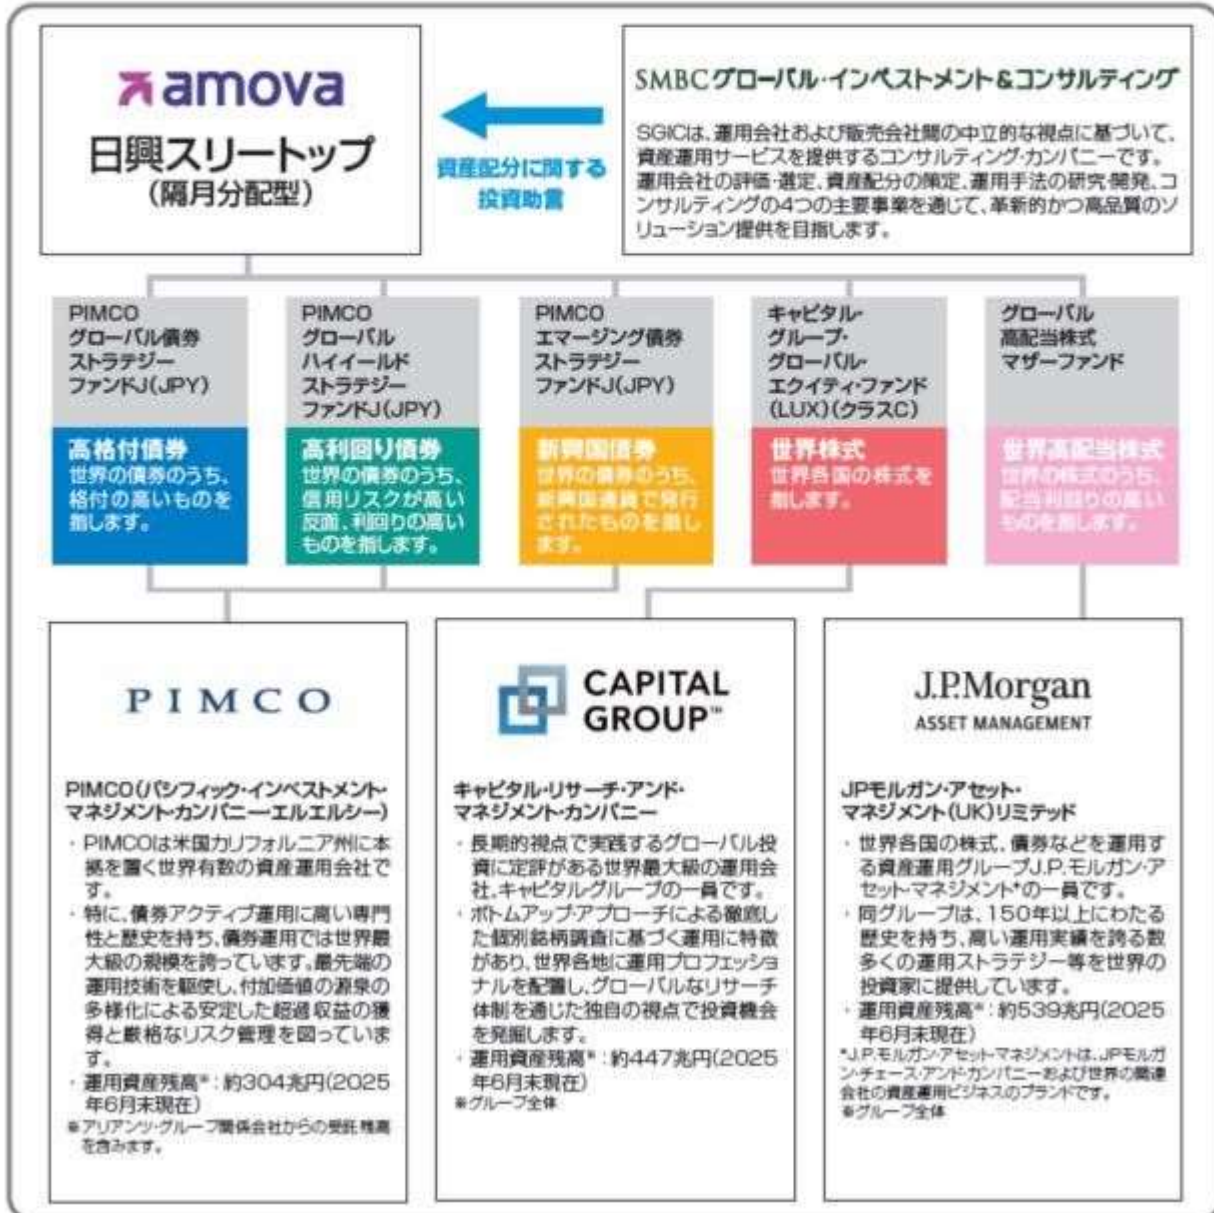 amova
日興スリートップ
(隔月分配型)
資産配分に関する
投資助言
SMBCグローバル・インベストメント&コンサルティング
SGICは、運用会社および販売会社間の中立的な視点に基づいて、
資産運用サービスを提供するコンサルティング・カンパニーです。
運用会社の評価・選定、資産配分の策定、運用手法の研究・開発、コ
ンサルティングの4つの主要事業を通じて、革新的かつ高品質のソ
リューション提供を目指します。
PIMCO
グローバル債券
ストラテジー
ファンドJ(JPY)
高格付債券
世界の債券のうち、
格付の高いものを
指します。
PIMCO
グローバル
ハイイールド
ストラテジー
ファンドJ(JPY)
高利回り債券
世界の債券のうち、
信用リスクが高い
反面、利回りの高い
ものを指します。
PIMCO
エマージング債券
ストラテジー
ファンドJ(JPY)
新興国債券
世界の債券のうち、
新興国連鎖で発行
されたものを指し
ます。
キャピタル・
グループ・
グローバル・
エクイティ・ファンド
(LUX)(クラスC)
世界株式
世界各国の株式を
指します。
グローバル
高配当株式
マザーファンド
世界高配当株式
世界の株式のうち、
配当利回りの高い
ものを指します。
PIMCO
PIMCO(パシフィック・インベストメント・
マネジメント・カンパニー・エルエルシー)
・PIMCOは米国カリフォルニア州に本
拠を置く世界有数の資産運用会社で
す。
・特に、債券アクティブ運用に高い専門
性と歴史を持ち、債券運用では世界最
大級の規模を誇っています。最先端の
運用技術を駆使し、付加価値の源泉の
多様化による安定した超過収益の獲
得と厳格なリスク管理を図っていま
す。
・運用資産残高※:約304兆円(2025
年6月末現在)
※アリアンツ・グループ関係会社からの受託残高
を含みます。
CAPITAL
GROUP™
キャピタル・リサーチ・アンド・
マネジメント・カンパニー
・長期的視点で実践するグローバル投
資に定評がある世界最大級の運用会
社、キャピタルグループの一員です。
・ボトムアップ・アプローチによる徹底し
た個別銘柄調査に基づく運用に特徴
があり、世界各地に運用プロフェッショ
ナルを配置し、グローバルなリサーチ
体制を通じた独自の視点で投資機会
を発掘します。
・運用資産残高※:約447兆円(2025
年6月末現在)
※グループ全体
J.P.Morgan
ASSET MANAGEMENT
JPモルガン・アセット・
マネジメント(UK)リミテッド
・世界各国の株式、債券などを運用す
る資産運用グループJ.P.モルガン・ア
セット・マネジメント*の一員です。
・同グループは、150年以上にわたる
歴史を持ち、高い運用実績を誇る数
多くの運用ストラテジー等を世界の
投資家に提供しています。
・運用資産残高※:約539兆円(2025
年6月末現在)
*J.P.モルガン・アセット・マネジメントは、JPモルガ
ン・チェース・アンド・カンパニーおよび世界の関連
会社の資産運用ビジネスのブランドです。
※グループ全体